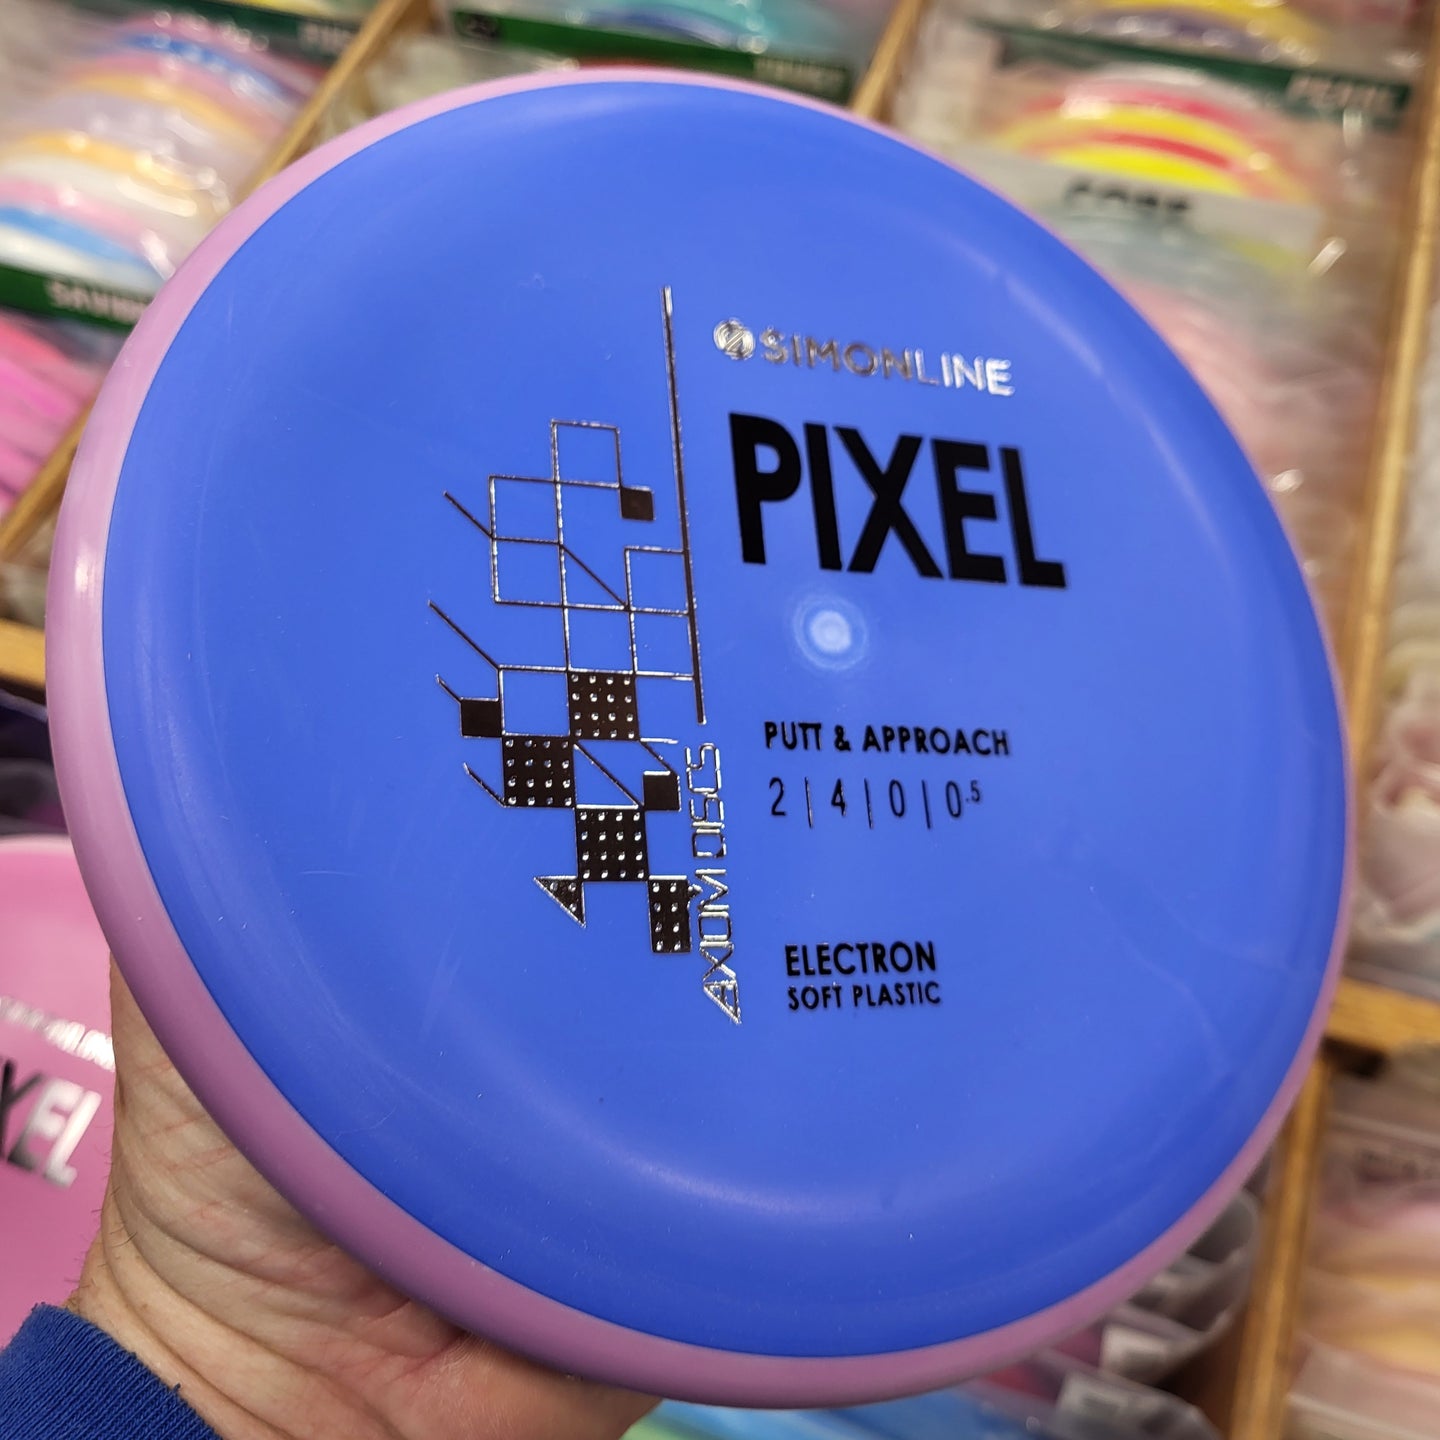 SIMONLINE
PIXEL
PUTT & APPROACH
2 | 4 | 0 | 0.5
ELECTRON
SOFT PLASTIC
AXIOM DISCS
XEL